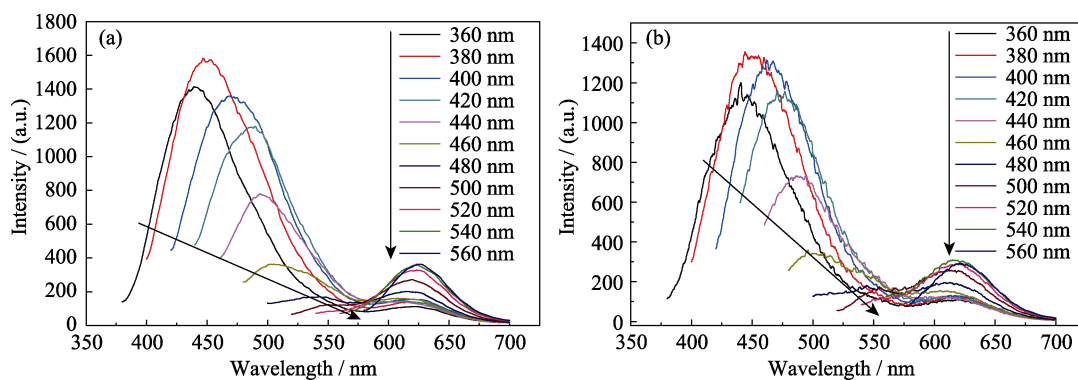 (a)
Intensity / (a.u.)
1800
1600
1400
1200
1000
800
600
400
200
0
350 400 450 500 550 600 650 700
Wavelength / nm
360 nm
380 nm
400 nm
420 nm
440 nm
460 nm
480 nm
500 nm
520 nm
540 nm
560 nm
(b)
Intensity / (a.u.)
1400
1200
1000
800
600
400
200
0
350 400 450 500 550 600 650 700
Wavelength / nm
360 nm
380 nm
400 nm
420 nm
440 nm
460 nm
480 nm
500 nm
520 nm
540 nm
560 nm